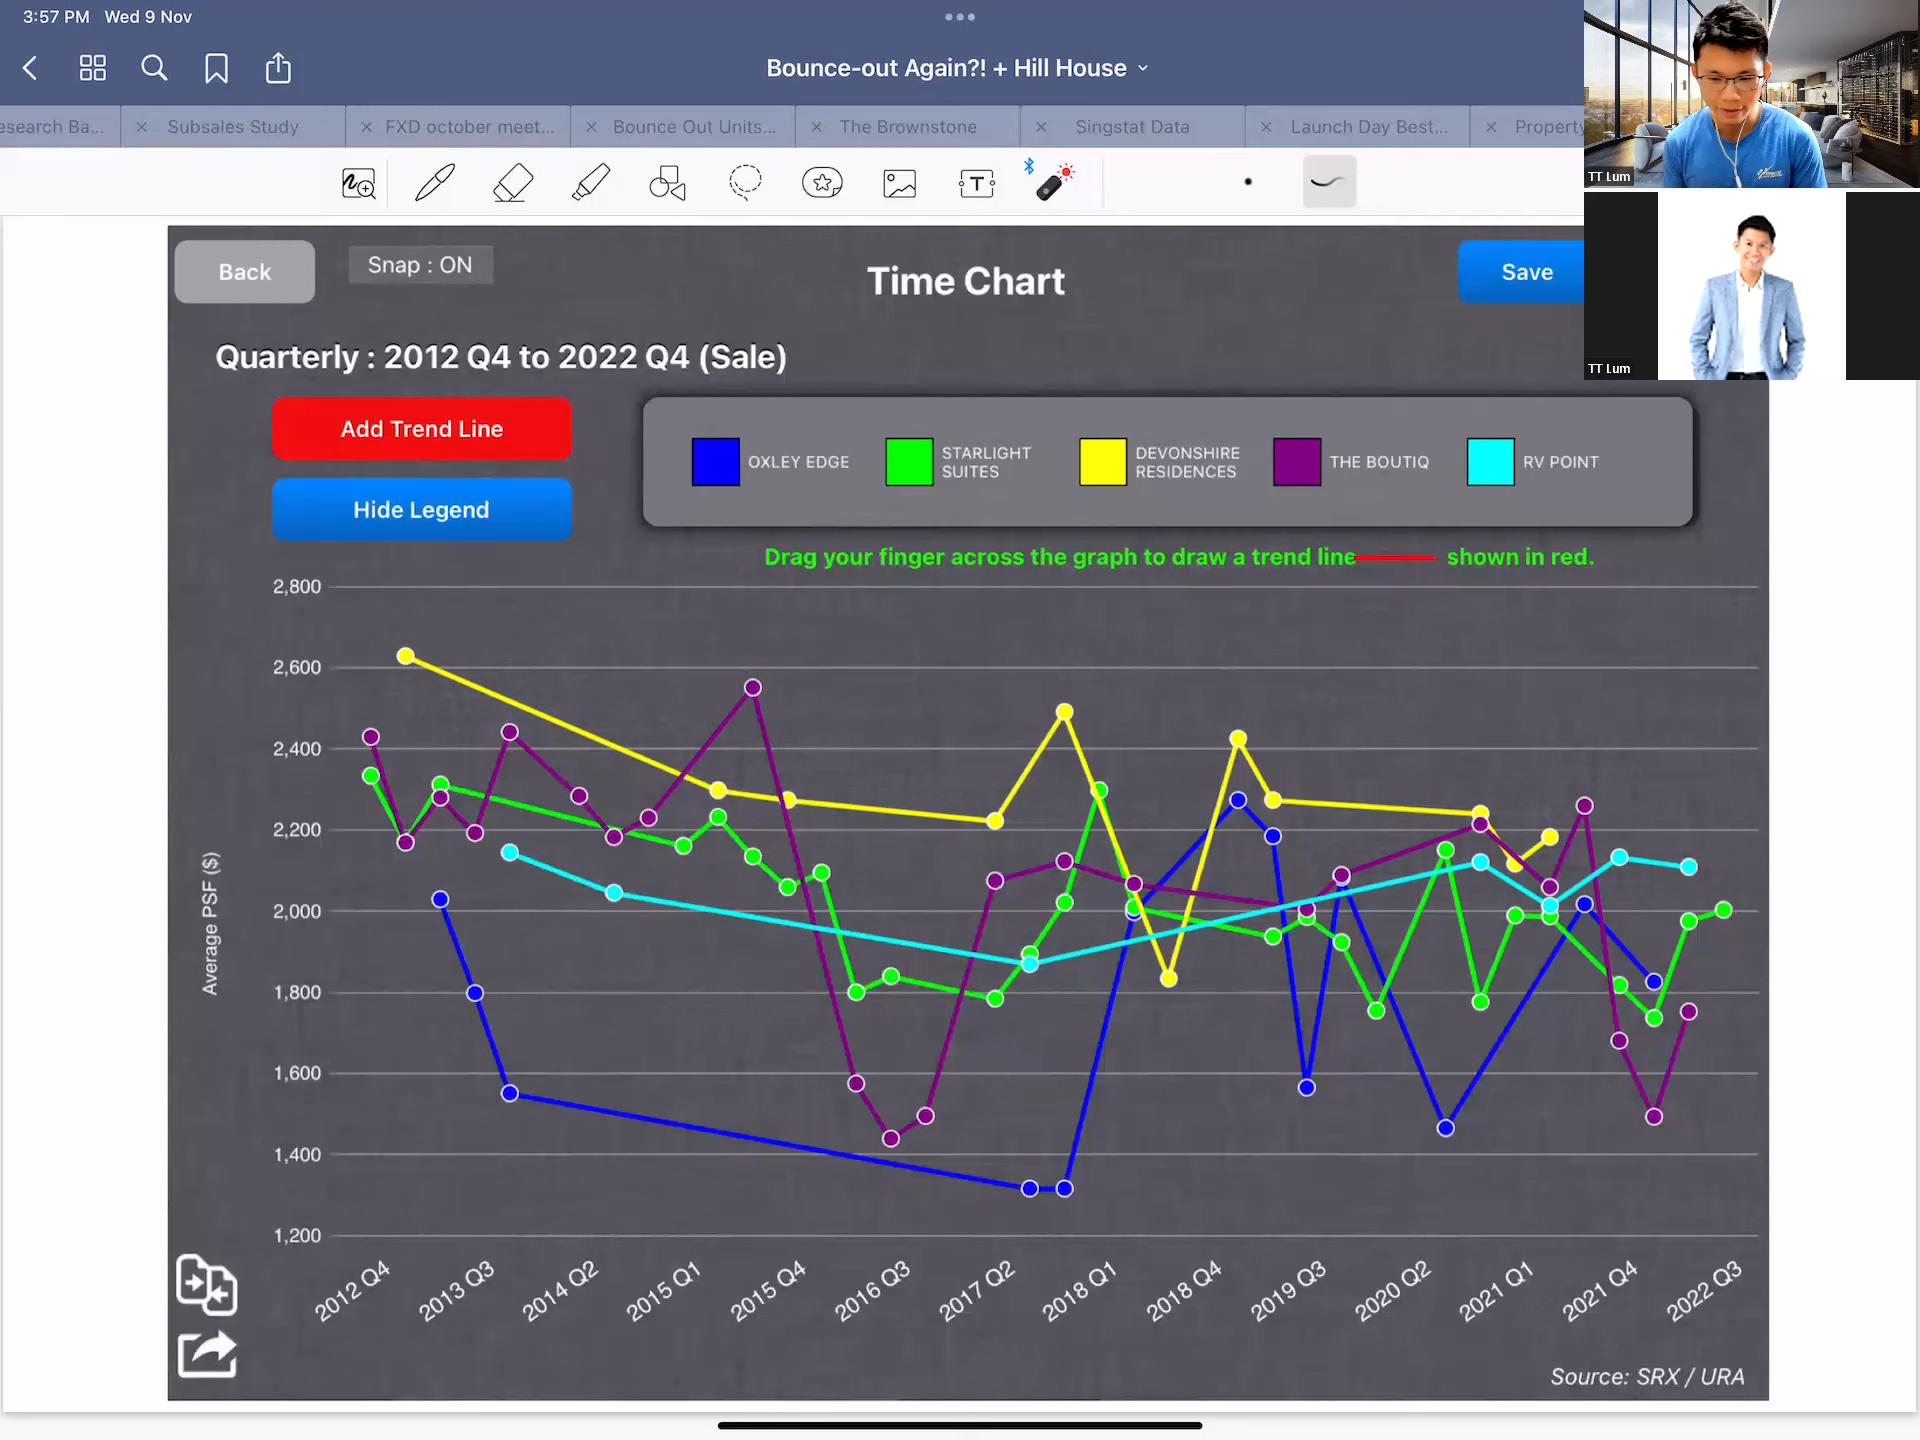 3:57 PM Wed 9 Nov
Bounce-out Again?! + Hill House
esearch Ba...
Subsales Study
FXD october meet...
Bounce Out Units...
The Brownstone
Singstat Data
Launch Day Best...
Property
TT Lum
TT Lum
Back
Snap : ON
Time Chart
Save
Quarterly : 2012 Q4 to 2022 Q4 (Sale)
Add Trend Line
Hide Legend
OXLEY EDGE
STARLIGHT
SUITES
DEVONSHIRE
RESIDENCES
THE BOUTIQ
RV POINT
Drag your finger across the graph to draw a trend line shown in red.
2,800
2,600
2,400
2,200
2,000
1,800
1,600
1,400
1,200
Average PSF ($)
2012 Q4
2013 Q3
2014 Q2
2015 Q1
2015 Q4
2016 Q3
2017 Q2
2018 Q1
2018 Q4
2019 Q3
2020 Q2
2021 Q1
2021 Q4
2022 Q3
Source: SRX / URA